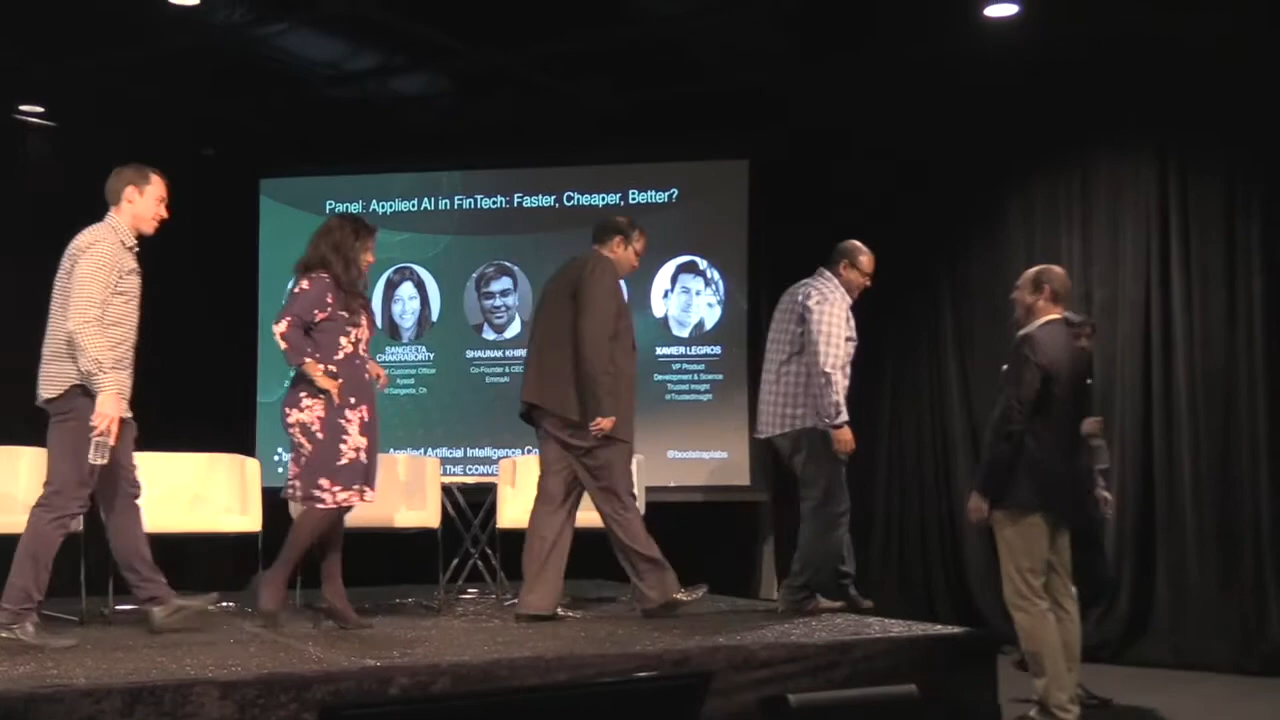 Panel: Applied AI in FinTech: Faster, Cheaper, Better?
SANGEETA
CHAKRABORTY
Customer Officer
Ayasdi
@Sangeeta_Ch
SHAUNAK
Co-Founder & CEO
EmmaAI
XAVIER LEGROS
VP Product
Development & Science
Trusted Insight
@TrustedInsight
Applied Artificial Intelligence
THE
@bootstraplabs